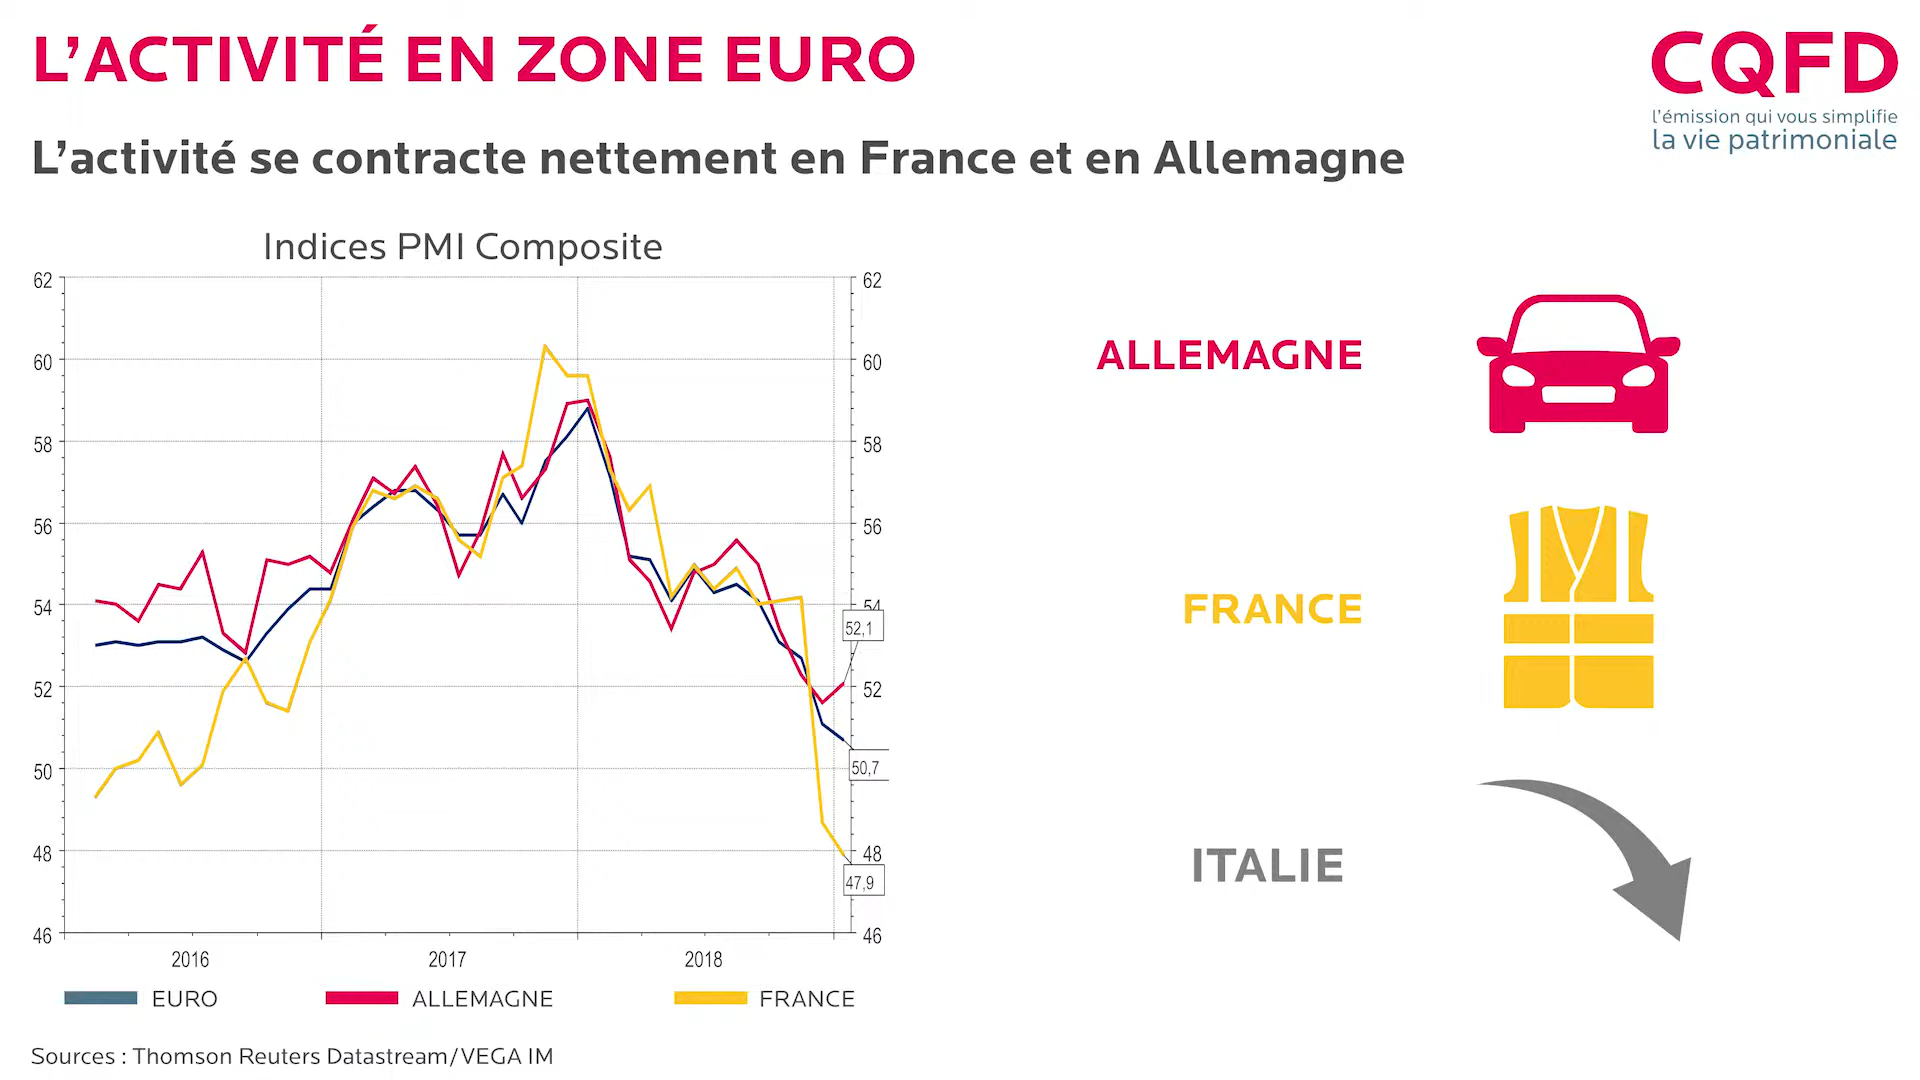 L’ACTIVITÉ EN ZONE EURO
CQFD
l’émission qui vous simplifie
la vie patrimoniale
L’activité se contracte nettement en France et en Allemagne
Indices PMI Composite
62 62
60 60
58 58
56 56
54 54
52,1
52 52
50 50,7
48 48
47,9
46 46
2016 2017 2018
EURO ALLEMAGNE FRANCE
Sources : Thomson Reuters Datastream/VEGA IM
ALLEMAGNE
FRANCE
ITALIE